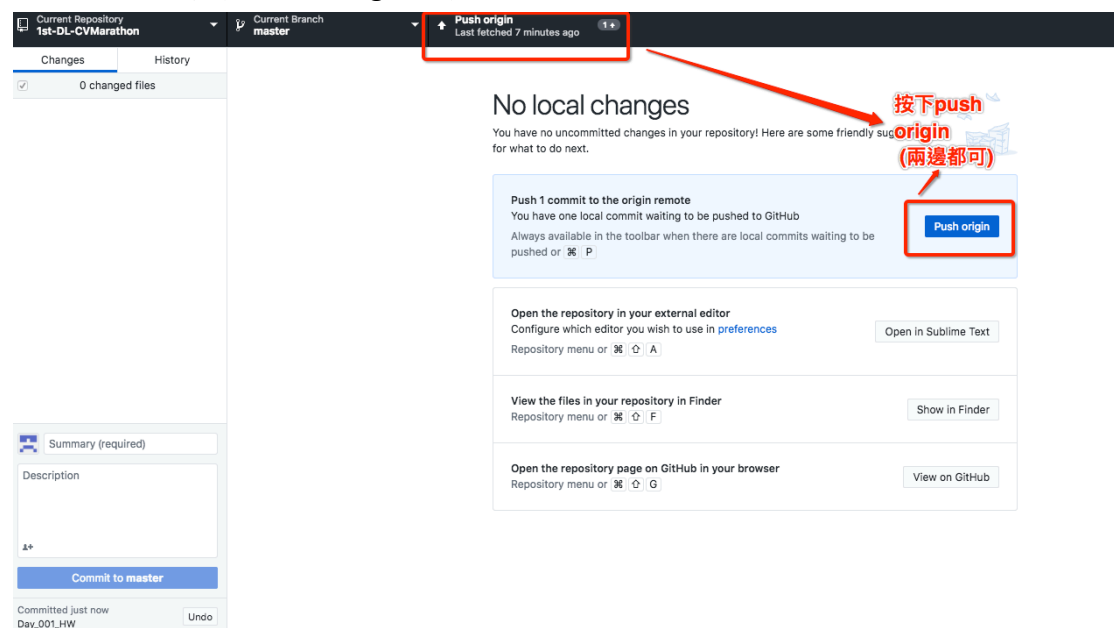 Current Repository
1st-DL-CVMarathon
Current Branch
master
Push origin
Last fetched 7 minutes ago
1
Changes
History
0 changed files
No local changes
You have no uncommitted changes in your repository! Here are some friendly sug
for what to do next.
按下push
origin
(兩邊都可)
Push 1 commit to the origin remote
You have one local commit waiting to be pushed to GitHub
Always available in the toolbar when there are local commits waiting to be
pushed or ⌘ P
Push origin
Open the repository in your external editor
Configure which editor you wish to use in preferences
Repository menu or ⌘ ⇧ A
Open in Sublime Text
View the files in your repository in Finder
Repository menu or ⌘ ⇧ F
Show in Finder
Open the repository page on GitHub in your browser
Repository menu or ⌘ ⇧ G
View on GitHub
Summary (required)
Description
Commit to master
Committed just now
Day_001_HW
Undo